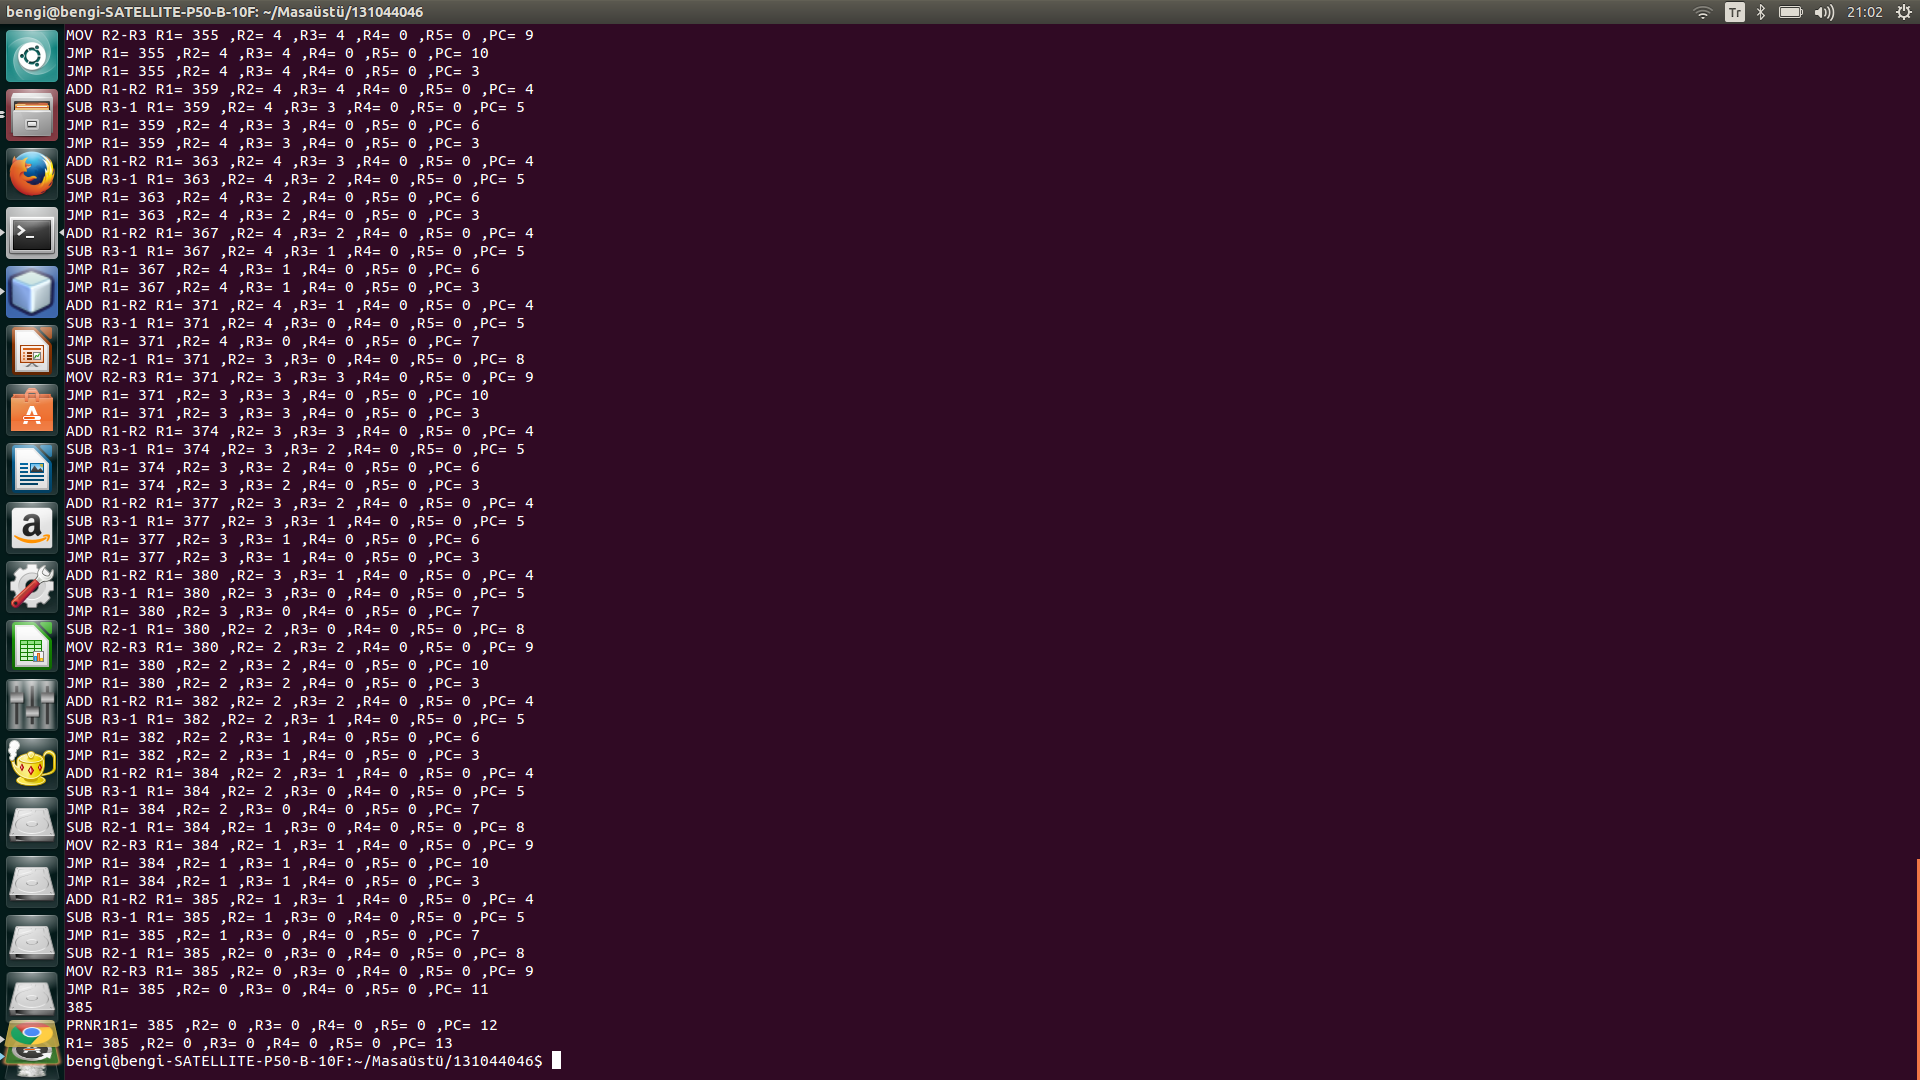 bengi@bengi-SATELLITE-P50-B-10F: ~/Masaüstü/131044046
Tr
21:02
MOV R2-R3 R1= 355 ,R2= 4 ,R3= 4 ,R4= 0 ,R5= 0 ,PC= 9
JMP R1= 355 ,R2= 4 ,R3= 4 ,R4= 0 ,R5= 0 ,PC= 10
JMP R1= 355 ,R2= 4 ,R3= 4 ,R4= 0 ,R5= 0 ,PC= 3
ADD R1-R2 R1= 359 ,R2= 4 ,R3= 4 ,R4= 0 ,R5= 0 ,PC= 4
SUB R3-1 R1= 359 ,R2= 4 ,R3= 3 ,R4= 0 ,R5= 0 ,PC= 5
JMP R1= 359 ,R2= 4 ,R3= 3 ,R4= 0 ,R5= 0 ,PC= 6
JMP R1= 359 ,R2= 4 ,R3= 3 ,R4= 0 ,R5= 0 ,PC= 3
ADD R1-R2 R1= 363 ,R2= 4 ,R3= 3 ,R4= 0 ,R5= 0 ,PC= 4
SUB R3-1 R1= 363 ,R2= 4 ,R3= 2 ,R4= 0 ,R5= 0 ,PC= 5
JMP R1= 363 ,R2= 4 ,R3= 2 ,R4= 0 ,R5= 0 ,PC= 6
JMP R1= 363 ,R2= 4 ,R3= 2 ,R4= 0 ,R5= 0 ,PC= 3
ADD R1-R2 R1= 367 ,R2= 4 ,R3= 2 ,R4= 0 ,R5= 0 ,PC= 4
SUB R3-1 R1= 367 ,R2= 4 ,R3= 1 ,R4= 0 ,R5= 0 ,PC= 5
JMP R1= 367 ,R2= 4 ,R3= 1 ,R4= 0 ,R5= 0 ,PC= 6
JMP R1= 367 ,R2= 4 ,R3= 1 ,R4= 0 ,R5= 0 ,PC= 3
ADD R1-R2 R1= 371 ,R2= 4 ,R3= 1 ,R4= 0 ,R5= 0 ,PC= 4
SUB R3-1 R1= 371 ,R2= 4 ,R3= 0 ,R4= 0 ,R5= 0 ,PC= 5
JMP R1= 371 ,R2= 4 ,R3= 0 ,R4= 0 ,R5= 0 ,PC= 7
SUB R2-1 R1= 371 ,R2= 3 ,R3= 0 ,R4= 0 ,R5= 0 ,PC= 8
MOV R2-R3 R1= 371 ,R2= 3 ,R3= 3 ,R4= 0 ,R5= 0 ,PC= 9
JMP R1= 371 ,R2= 3 ,R3= 3 ,R4= 0 ,R5= 0 ,PC= 10
JMP R1= 371 ,R2= 3 ,R3= 3 ,R4= 0 ,R5= 0 ,PC= 3
ADD R1-R2 R1= 374 ,R2= 3 ,R3= 3 ,R4= 0 ,R5= 0 ,PC= 4
SUB R3-1 R1= 374 ,R2= 3 ,R3= 2 ,R4= 0 ,R5= 0 ,PC= 5
JMP R1= 374 ,R2= 3 ,R3= 2 ,R4= 0 ,R5= 0 ,PC= 6
JMP R1= 374 ,R2= 3 ,R3= 2 ,R4= 0 ,R5= 0 ,PC= 3
ADD R1-R2 R1= 377 ,R2= 3 ,R3= 2 ,R4= 0 ,R5= 0 ,PC= 4
SUB R3-1 R1= 377 ,R2= 3 ,R3= 1 ,R4= 0 ,R5= 0 ,PC= 5
JMP R1= 377 ,R2= 3 ,R3= 1 ,R4= 0 ,R5= 0 ,PC= 6
JMP R1= 377 ,R2= 3 ,R3= 1 ,R4= 0 ,R5= 0 ,PC= 3
ADD R1-R2 R1= 380 ,R2= 3 ,R3= 1 ,R4= 0 ,R5= 0 ,PC= 4
SUB R3-1 R1= 380 ,R2= 3 ,R3= 0 ,R4= 0 ,R5= 0 ,PC= 5
JMP R1= 380 ,R2= 3 ,R3= 0 ,R4= 0 ,R5= 0 ,PC= 7
SUB R2-1 R1= 380 ,R2= 2 ,R3= 0 ,R4= 0 ,R5= 0 ,PC= 8
MOV R2-R3 R1= 380 ,R2= 2 ,R3= 2 ,R4= 0 ,R5= 0 ,PC= 9
JMP R1= 380 ,R2= 2 ,R3= 2 ,R4= 0 ,R5= 0 ,PC= 10
JMP R1= 380 ,R2= 2 ,R3= 2 ,R4= 0 ,R5= 0 ,PC= 3
ADD R1-R2 R1= 382 ,R2= 2 ,R3= 2 ,R4= 0 ,R5= 0 ,PC= 4
SUB R3-1 R1= 382 ,R2= 2 ,R3= 1 ,R4= 0 ,R5= 0 ,PC= 5
JMP R1= 382 ,R2= 2 ,R3= 1 ,R4= 0 ,R5= 0 ,PC= 6
JMP R1= 382 ,R2= 2 ,R3= 1 ,R4= 0 ,R5= 0 ,PC= 3
ADD R1-R2 R1= 384 ,R2= 2 ,R3= 1 ,R4= 0 ,R5= 0 ,PC= 4
SUB R3-1 R1= 384 ,R2= 2 ,R3= 0 ,R4= 0 ,R5= 0 ,PC= 5
JMP R1= 384 ,R2= 2 ,R3= 0 ,R4= 0 ,R5= 0 ,PC= 7
SUB R2-1 R1= 384 ,R2= 1 ,R3= 0 ,R4= 0 ,R5= 0 ,PC= 8
MOV R2-R3 R1= 384 ,R2= 1 ,R3= 1 ,R4= 0 ,R5= 0 ,PC= 9
JMP R1= 384 ,R2= 1 ,R3= 1 ,R4= 0 ,R5= 0 ,PC= 10
JMP R1= 384 ,R2= 1 ,R3= 1 ,R4= 0 ,R5= 0 ,PC= 3
ADD R1-R2 R1= 385 ,R2= 1 ,R3= 1 ,R4= 0 ,R5= 0 ,PC= 4
SUB R3-1 R1= 385 ,R2= 1 ,R3= 0 ,R4= 0 ,R5= 0 ,PC= 5
JMP R1= 385 ,R2= 1 ,R3= 0 ,R4= 0 ,R5= 0 ,PC= 7
SUB R2-1 R1= 385 ,R2= 0 ,R3= 0 ,R4= 0 ,R5= 0 ,PC= 8
MOV R2-R3 R1= 385 ,R2= 0 ,R3= 0 ,R4= 0 ,R5= 0 ,PC= 9
JMP R1= 385 ,R2= 0 ,R3= 0 ,R4= 0 ,R5= 0 ,PC= 11
385
PRNR1R1= 385 ,R2= 0 ,R3= 0 ,R4= 0 ,R5= 0 ,PC= 12
R1= 385 ,R2= 0 ,R3= 0 ,R4= 0 ,R5= 0 ,PC= 13
bengi@bengi-SATELLITE-P50-B-10F:~/Masaüstü/131044046$